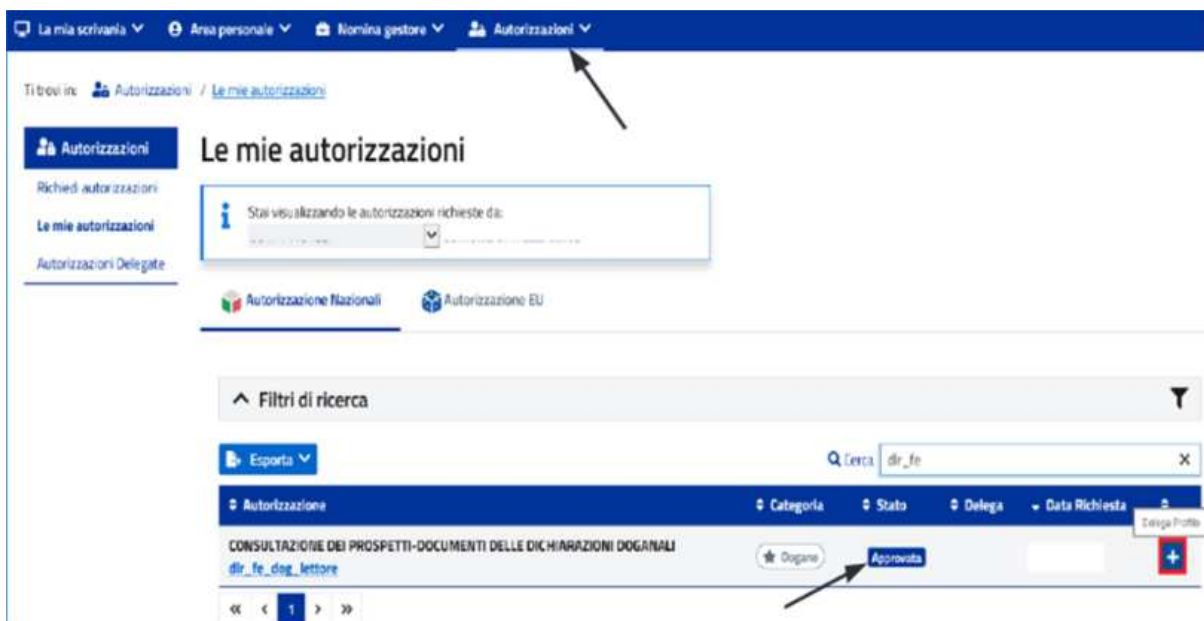 La mia scrivania Area personale Nomina gestore Autorizzazioni
Ti trovi in: Autorizzazioni / Le mie autorizzazioni
Autorizzazioni
Richiedi autorizzazioni
Le mie autorizzazioni
Autorizzazioni Delegate
Le mie autorizzazioni
Stai visualizzando le autorizzazioni richieste da:
Autorizzazione Nazionali Autorizzazione EU
Filtri di ricerca
Esporta Cerca dlr_fe
Autorizzazione Categoria Stato Delega Data Richiesta
Delega Profilo
CONSULTAZIONE DEI PROSPETTI-DOCUMENTI DELLE DICHIARAZIONI DOGANALI
dlr_fe_dog_lettore
Dogane Approvata +
« < 1 > »